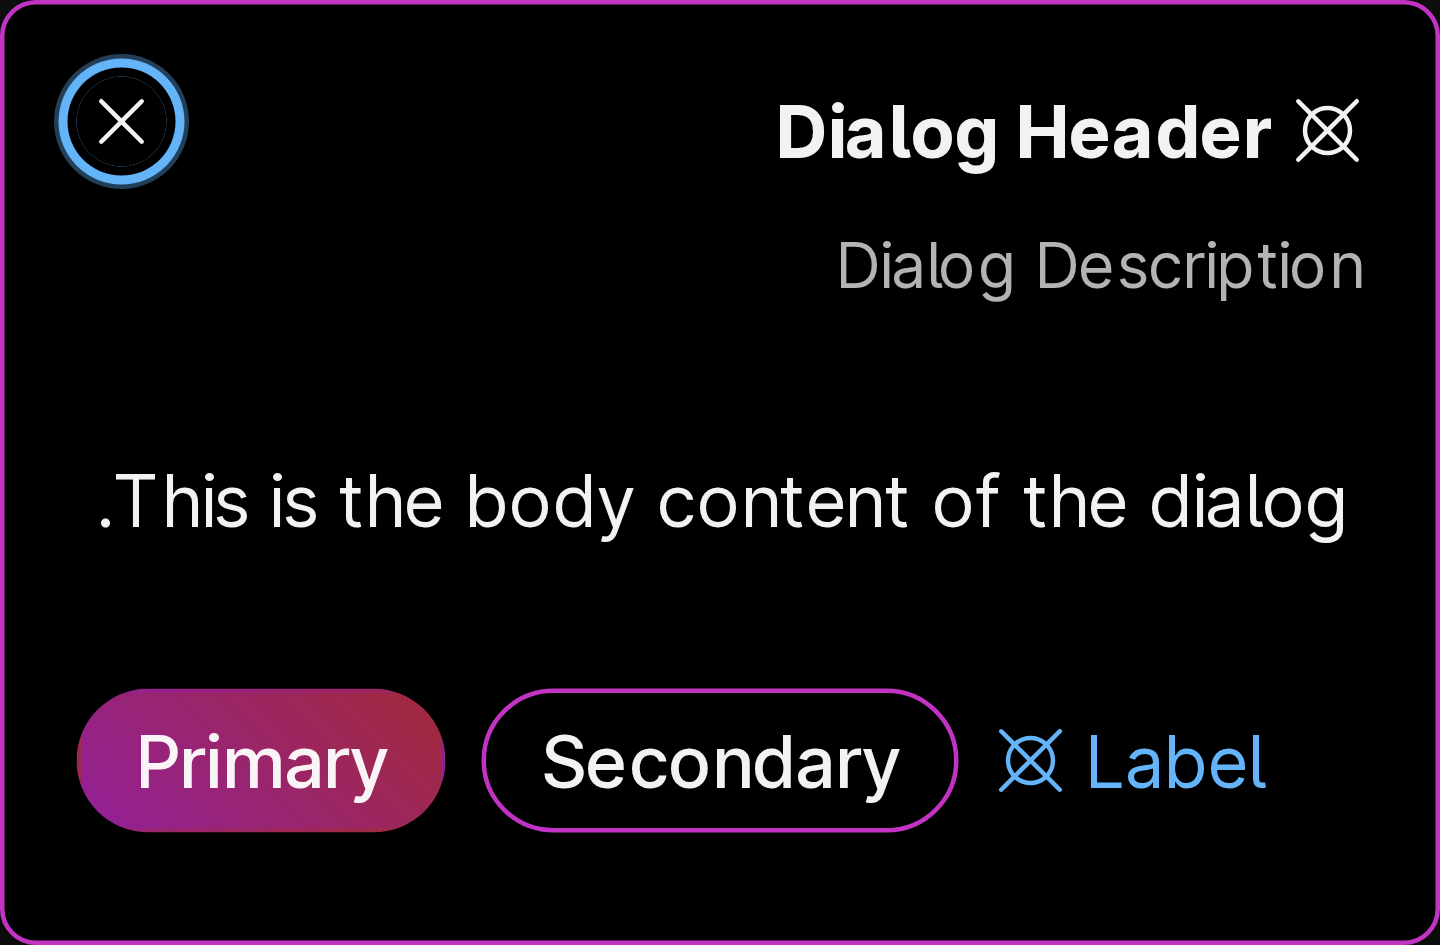 Dialog Header
Dialog Description
.This is the body content of the dialog
Primary
Secondary
Label